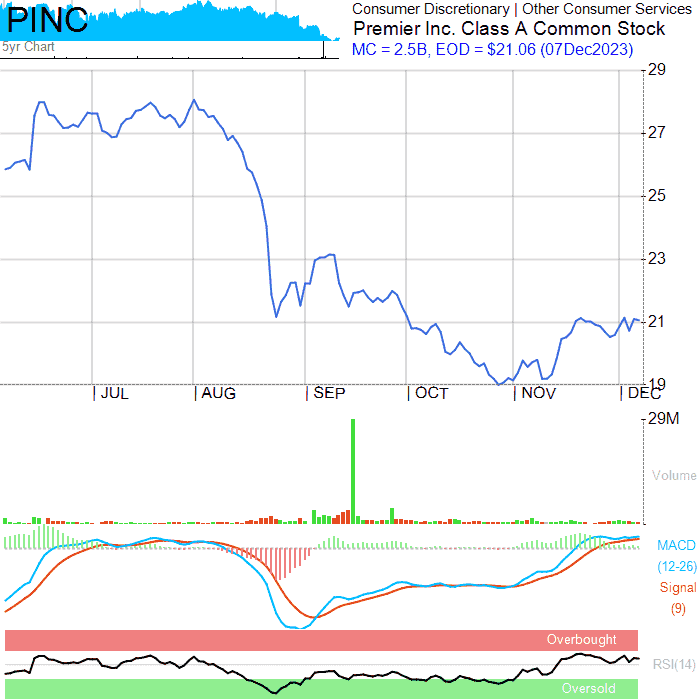 PINC
5yr Chart
Consumer Discretionary | Other Consumer Services
Premier Inc. Class A Common Stock
MC = 2.5B, EOD = $21.06 (07Dec2023)
29
27
25
23
21
19
JUL
AUG
SEP
OCT
NOV
DEC
29M
Volume
MACD
(12-26)
Signal
(9)
Overbought
RSI(14)
Oversold